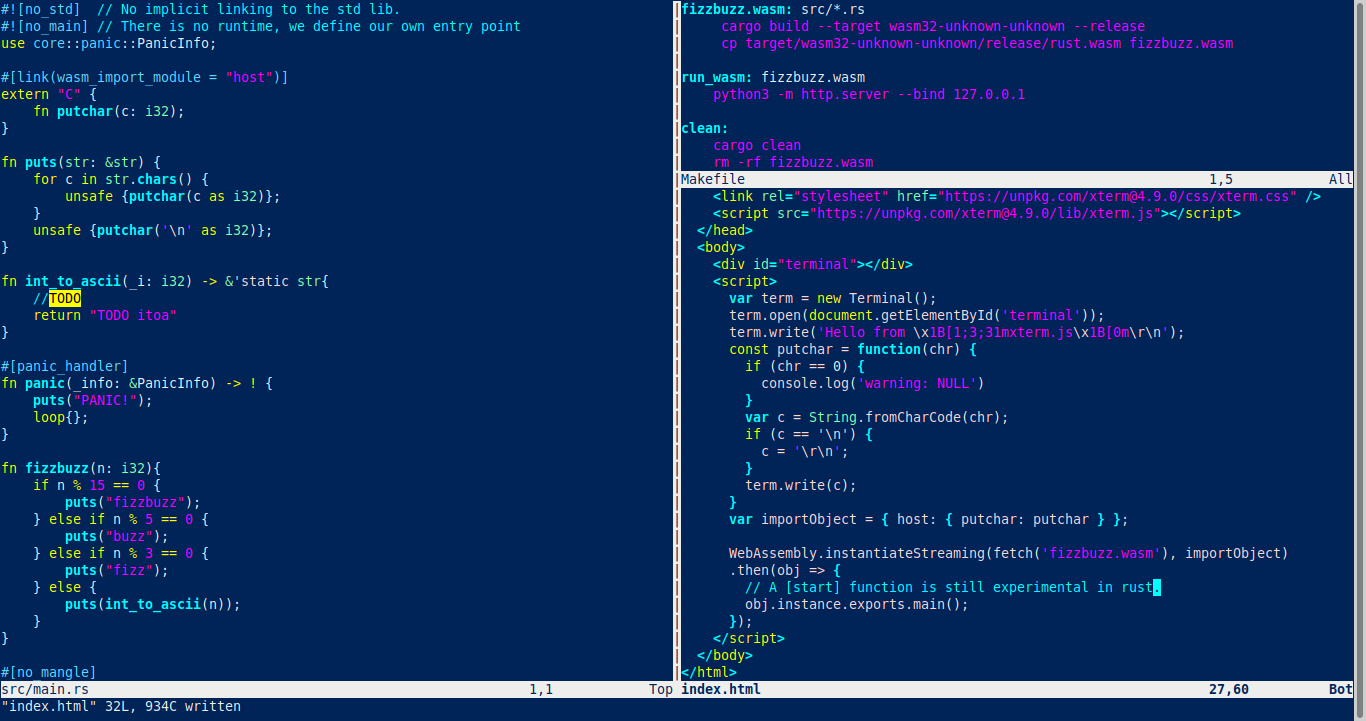 #![no_std]  // No implicit linking to the std lib.
#![no_main] // There is no runtime, we define our own entry point
use core::panic::PanicInfo;

#[link(wasm_import_module = "host")]
extern "C" {
    fn putchar(c: i32);
}

fn puts(str: &str) {
    for c in str.chars() {
        unsafe {putchar(c as i32)};
    }
    unsafe {putchar('\n' as i32)};
}

fn int_to_ascii(_i: i32) -> &'static str{
    //TODO
    return "TODO itoa"
}

#[panic_handler]
fn panic(_info: &PanicInfo) -> ! {
    puts("PANIC!");
    loop{};
}

fn fizzbuzz(n: i32){
    if n % 15 == 0 {
        puts("fizzbuzz");
    } else if n % 5 == 0 {
        puts("buzz");
    } else if n % 3 == 0 {
        puts("fizz");
    } else {
        puts(int_to_ascii(n));
    }
}

#[no_mangle]
src/main.rs 1,1 Top
fizzbuzz.wasm: src/*.rs
     cargo build --target wasm32-unknown-unknown --release
     cp target/wasm32-unknown-unknown/release/rust.wasm fizzbuzz.wasm

run_wasm: fizzbuzz.wasm
    python3 -m http.server --bind 127.0.0.1

clean:
    cargo clean
    rm -rf fizzbuzz.wasm
Makefile 1,5 All
    <link rel="stylesheet" href="https://unpkg.com/xterm@4.9.0/css/xterm.css" />
    <script src="https://unpkg.com/xterm@4.9.0/lib/xterm.js"></script>
  </head>
  <body>
    <div id="terminal"></div>
    <script>
      var term = new Terminal();
      term.open(document.getElementById('terminal'));
      term.write('Hello from \x1B[1;3;31mxterm.js\x1B[0m\r\n');
      const putchar = function(chr) {
        if (chr == 0) {
          console.log('warning: NULL')
        }
        var c = String.fromCharCode(chr);
        if (c == '\n') {
          c = '\r\n';
        }
        term.write(c);
      }
      var importObject = { host: { putchar: putchar } };

      WebAssembly.instantiateStreaming(fetch('fizzbuzz.wasm'), importObject)
      .then(obj => {
        // A [start] function is still experimental in rust.
        obj.instance.exports.main();
      });
    </script>
  </body>
</html>
index.html 27,60 Bot
"index.html" 32L, 934C written